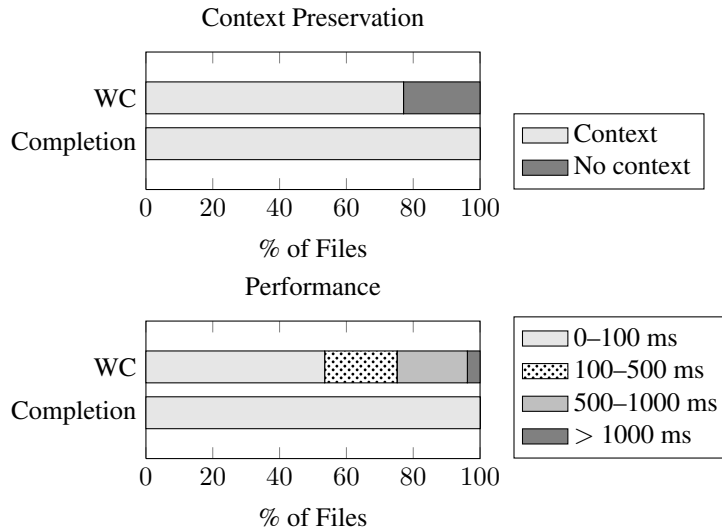 Context Preservation
WC
Completion
0 20 40 60 80 100
% of Files
Context
No context
Performance
WC
Completion
0 20 40 60 80 100
% of Files
0–100 ms
100–500 ms
500–1000 ms
> 1000 ms